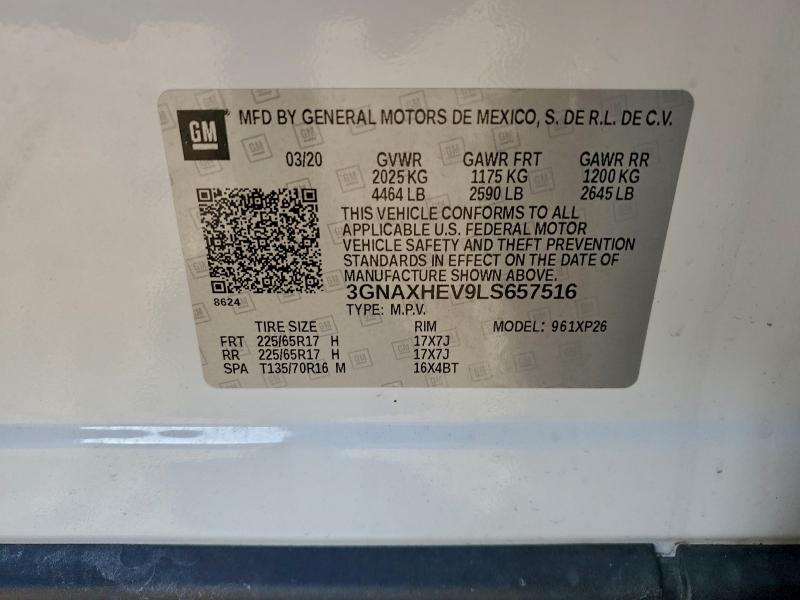 GM
MFD BY GENERAL MOTORS DE MEXICO, S. DE R.L. DE C.V.
03/20 GVWR GAWR FRT GAWR RR
2025 KG 1175 KG 1200 KG
4464 LB 2590 LB 2645 LB
THIS VEHICLE CONFORMS TO ALL
APPLICABLE U.S. FEDERAL MOTOR
VEHICLE SAFETY AND THEFT PREVENTION
STANDARDS IN EFFECT ON THE DATE OF
MANUFACTURE SHOWN ABOVE.
8624
3GNAXHEV9LS657516
TYPE: M.P.V.
TIRE SIZE RIM MODEL: 961XP26
FRT 225/65R17 H 17X7J
RR 225/65R17 H 17X7J
SPA T135/70R16 M 16X4BT